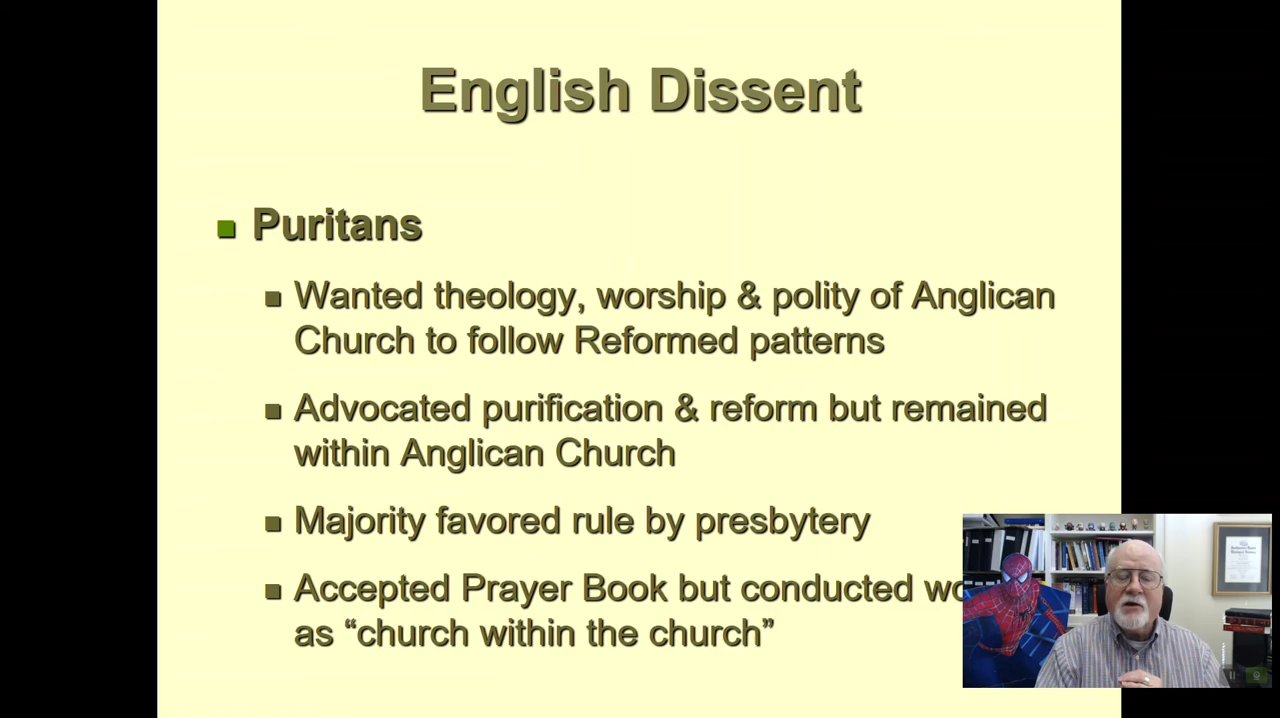 English Dissent
Puritans
Wanted theology, worship & polity of Anglican
Church to follow Reformed patterns
Advocated purification & reform but remained
within Anglican Church
Majority favored rule by presbytery
Accepted Prayer Book but conducted
as “church within the church”